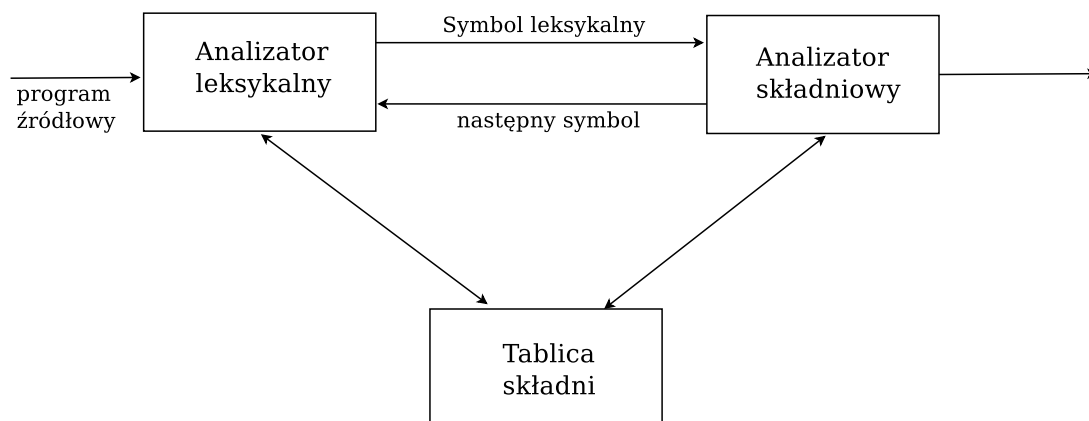 Symbol leksykalny
Analizator
leksykalny
Analizator
składniowy
program
źródłowy
następny symbol
Tablica
składni